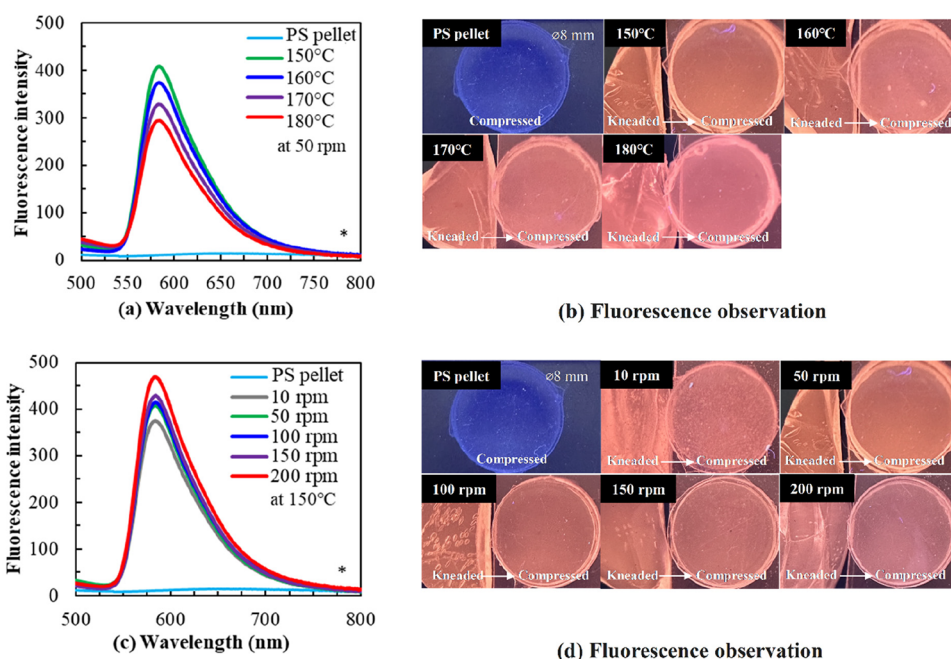 500
400
300
200
100
0
Fluorescence intensity
PS pellet
150°C
160°C
170°C
180°C
at 50 rpm
*
500 550 600 650 700 750 800
(a) Wavelength (nm)
PS pellet
⌀8 mm
Compressed
150°C
Kneaded
Compressed
160°C
Kneaded
Compressed
170°C
Kneaded
Compressed
180°C
Kneaded
Compressed
(b) Fluorescence observation
500
400
300
200
100
0
Fluorescence intensity
PS pellet
10 rpm
50 rpm
100 rpm
150 rpm
200 rpm
at 150°C
*
500 550 600 650 700 750 800
(c) Wavelength (nm)
PS pellet
⌀8 mm
Compressed
10 rpm
Kneaded
Compressed
50 rpm
Kneaded
Compressed
100 rpm
Kneaded
Compressed
150 rpm
Kneaded
Compressed
200 rpm
Kneaded
Compressed
(d) Fluorescence observation